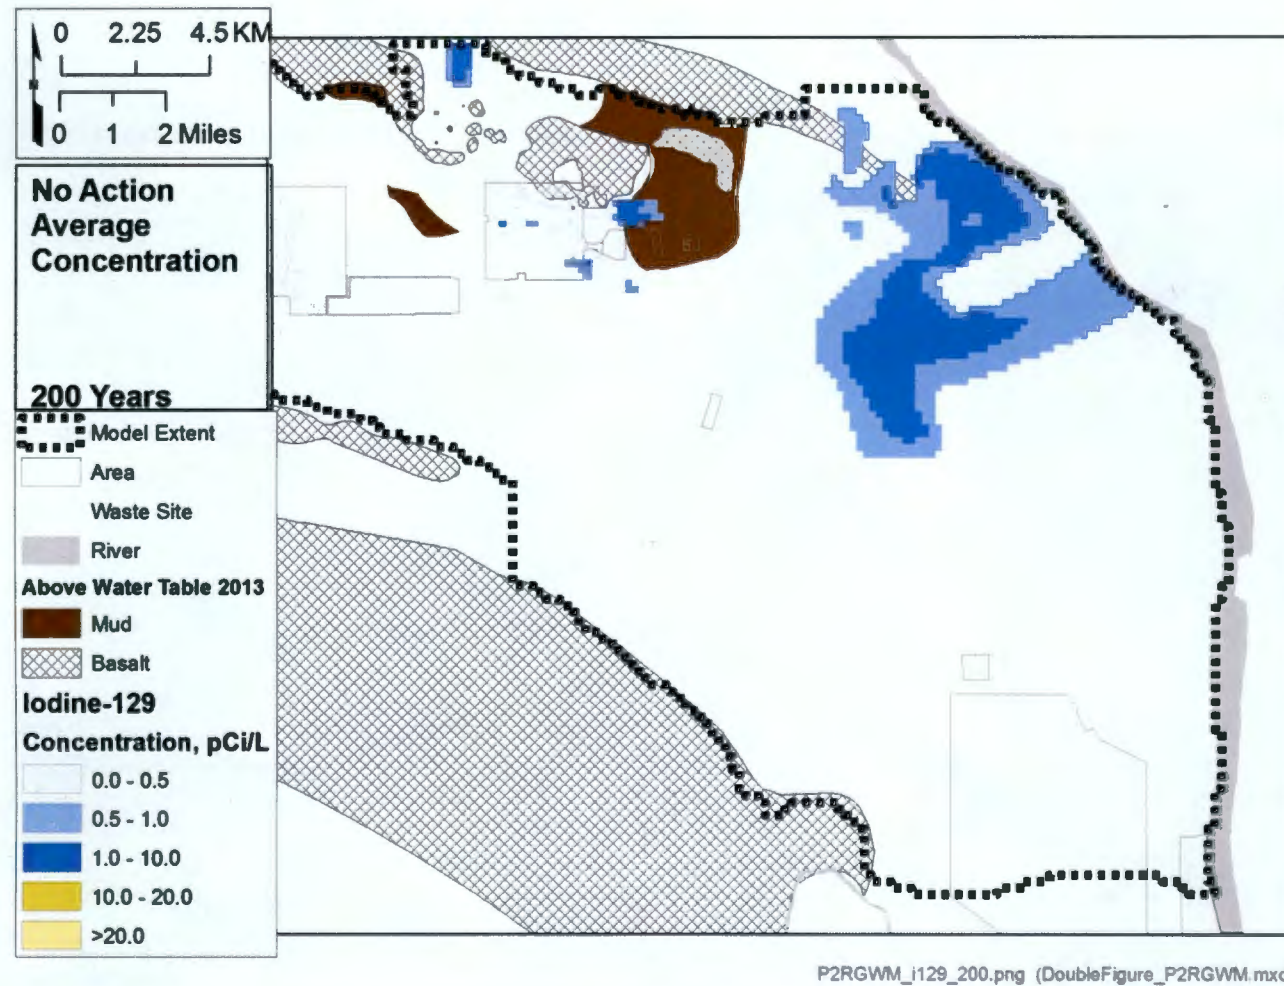 0 2.25 4.5 KM
0 1 2 Miles
No Action
Average
Concentration
200 Years
Model Extent
Area
Waste Site
River
Above Water Table 2013
Mud
Basalt
Iodine-129
Concentration, pCi/L
0.0 - 0.5
0.5 - 1.0
1.0 - 10.0
10.0 - 20.0
>20.0
P2RGWM_i129_200.png (DoubleFigure_P2RGWM.mxd